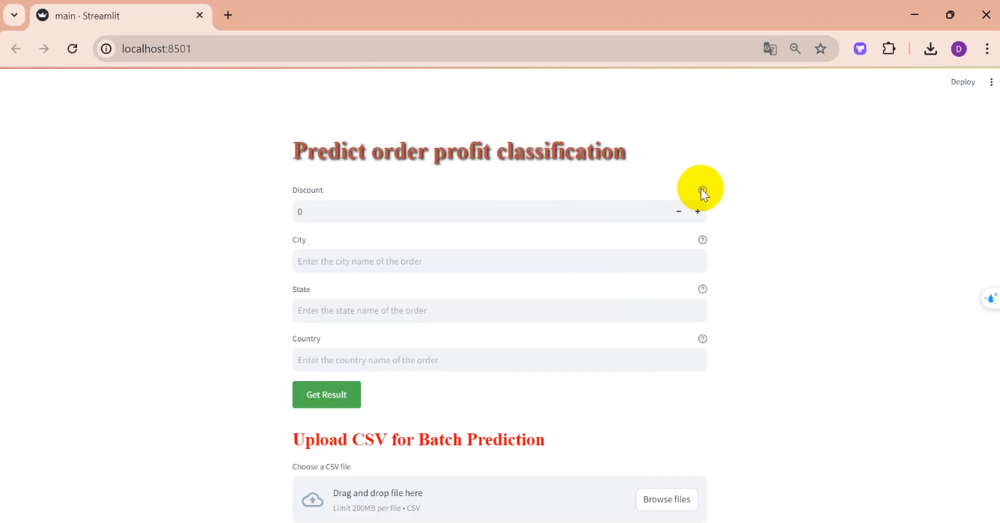 main · Streamlit
localhost:8501
D
Deploy
Predict order profit classification
Discount
0
City
Enter the city name of the order
State
Enter the state name of the order
Country
Enter the country name of the order
Get Result
Upload CSV for Batch Prediction
Choose a CSV file
Drag and drop file here
Limit 200MB per file • CSV
Browse files